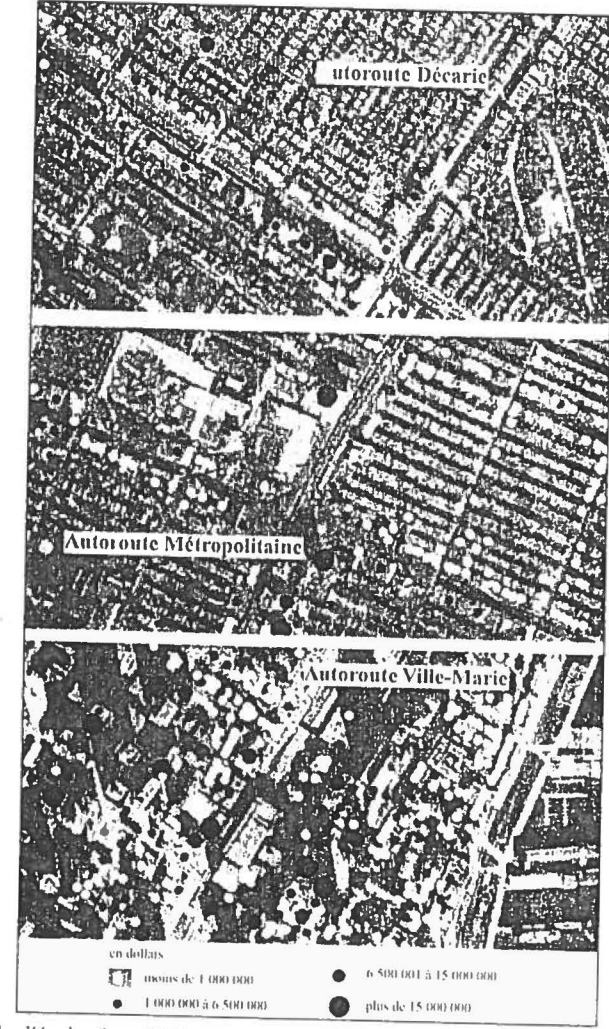 utoroute Décarie
Autoroute Métropolitaine
Autoroute Ville-Marie
en dollars
moins de 1 000 000
6 500 001 à 15 000 000
1 000 000 à 6 500 000
plus de 15 000 000